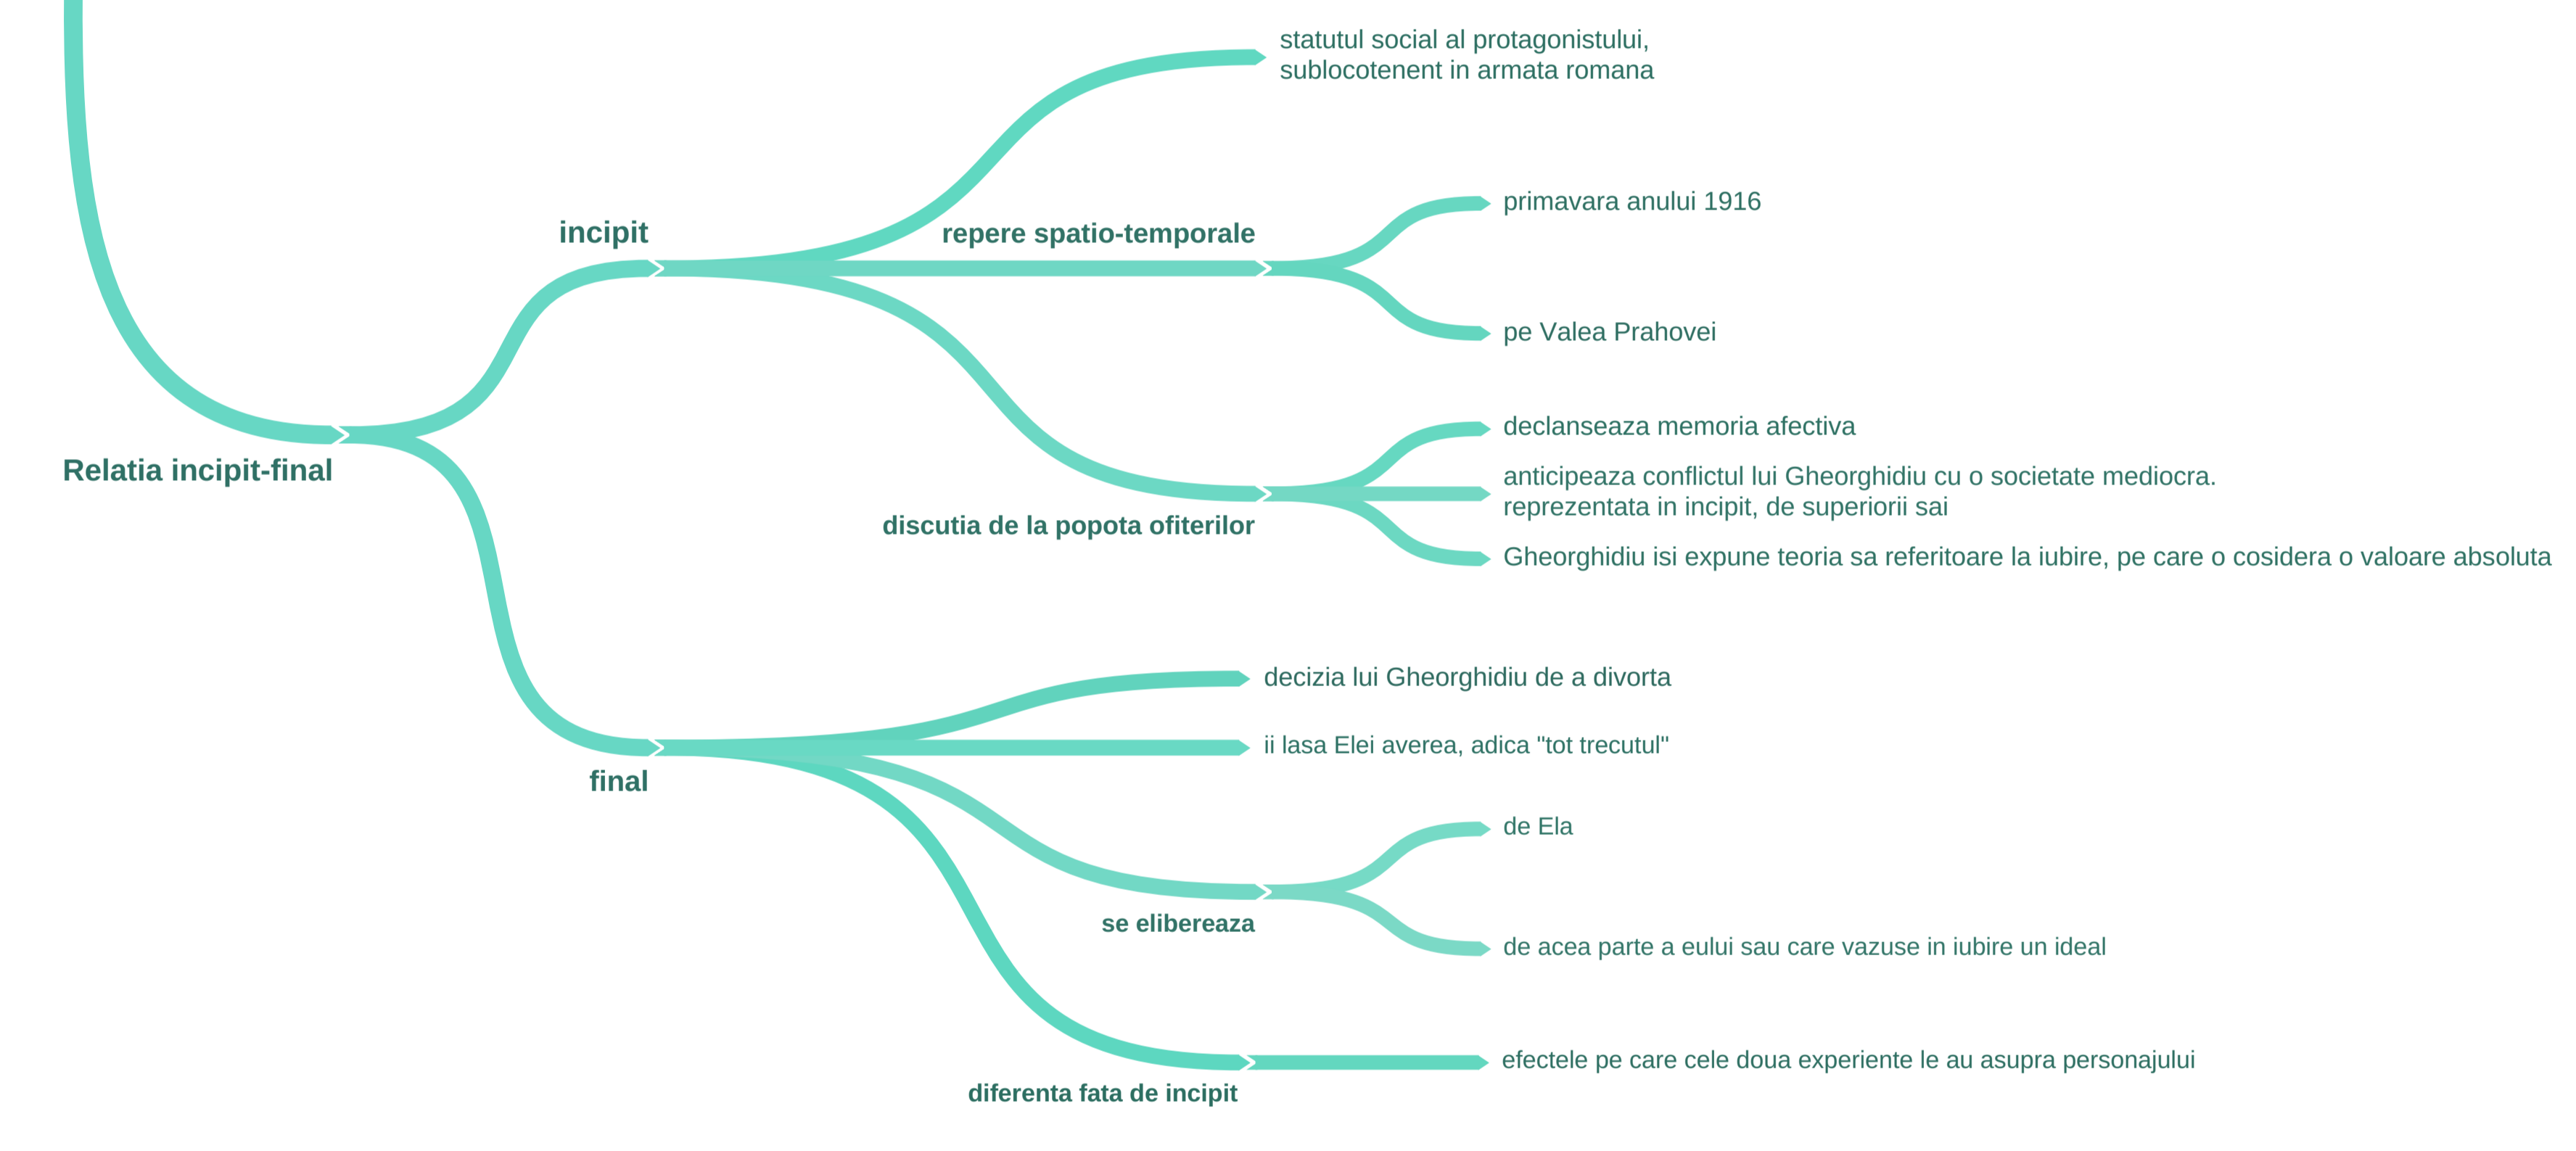 statutul social al protagonistului,
sublocotenent in armata romana
incipit
repere spatio-temporale
primavara anului 1916
pe Valea Prahovei
Relatia incipit-final
discutia de la popota ofiterilor
declanseaza memoria afectiva
anticipeaza conflictul lui Gheorghidiu cu o societate mediocra.
reprezentata in incipit, de superiorii sai
Gheorghidiu isi expune teoria sa referitoare la iubire, pe care o cosidera o valoare absoluta
final
decizia lui Gheorghidiu de a divorta
ii lasa Elei averea, adica "tot trecutul"
se elibereaza
de Ela
de acea parte a eului sau care vazuse in iubire un ideal
diferenta fata de incipit
efectele pe care cele doua experiente le au asupra personajului